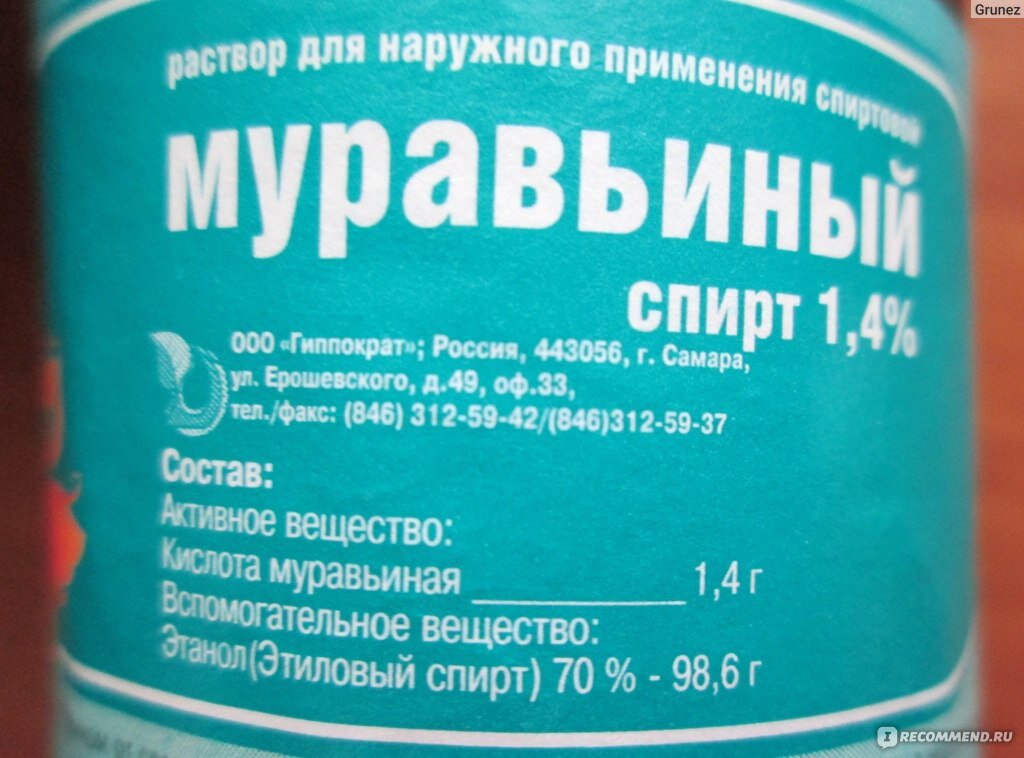 Grunez
раствор для наружного применения спиртовой
муравьиный
спирт 1,4%
ООО «Гиппократ»; Россия, 443056, г. Самара,
ул. Ерошевского, д.49, оф.33,
тел./факс: (846) 312-59-42/(846)312-59-37
Состав:
Активное вещество:
Кислота муравьиная __________ 1,4 г
Вспомогательное вещество:
Этанол(Этиловый спирт) 70 % - 98,6 г
IRECOMMEND.RU